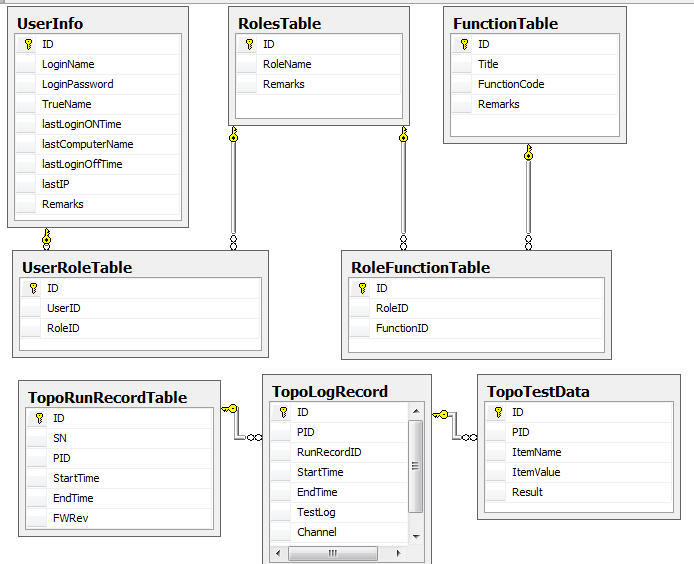 UserInfo
ID
LoginName
LoginPassword
TrueName
lastLoginONTime
lastComputerName
lastLoginOffTime
lastIP
Remarks
RolesTable
ID
RoleName
Remarks
FunctionTable
ID
Title
FunctionCode
Remarks
UserRoleTable
ID
UserID
RoleID
RoleFunctionTable
ID
RoleID
FunctionID
TopoRunRecordTable
ID
SN
PID
StartTime
EndTime
FWRev
TopoLogRecord
ID
PID
RunRecordID
StartTime
EndTime
TestLog
Channel
TopoTestData
ID
PID
ItemName
ItemValue
Result